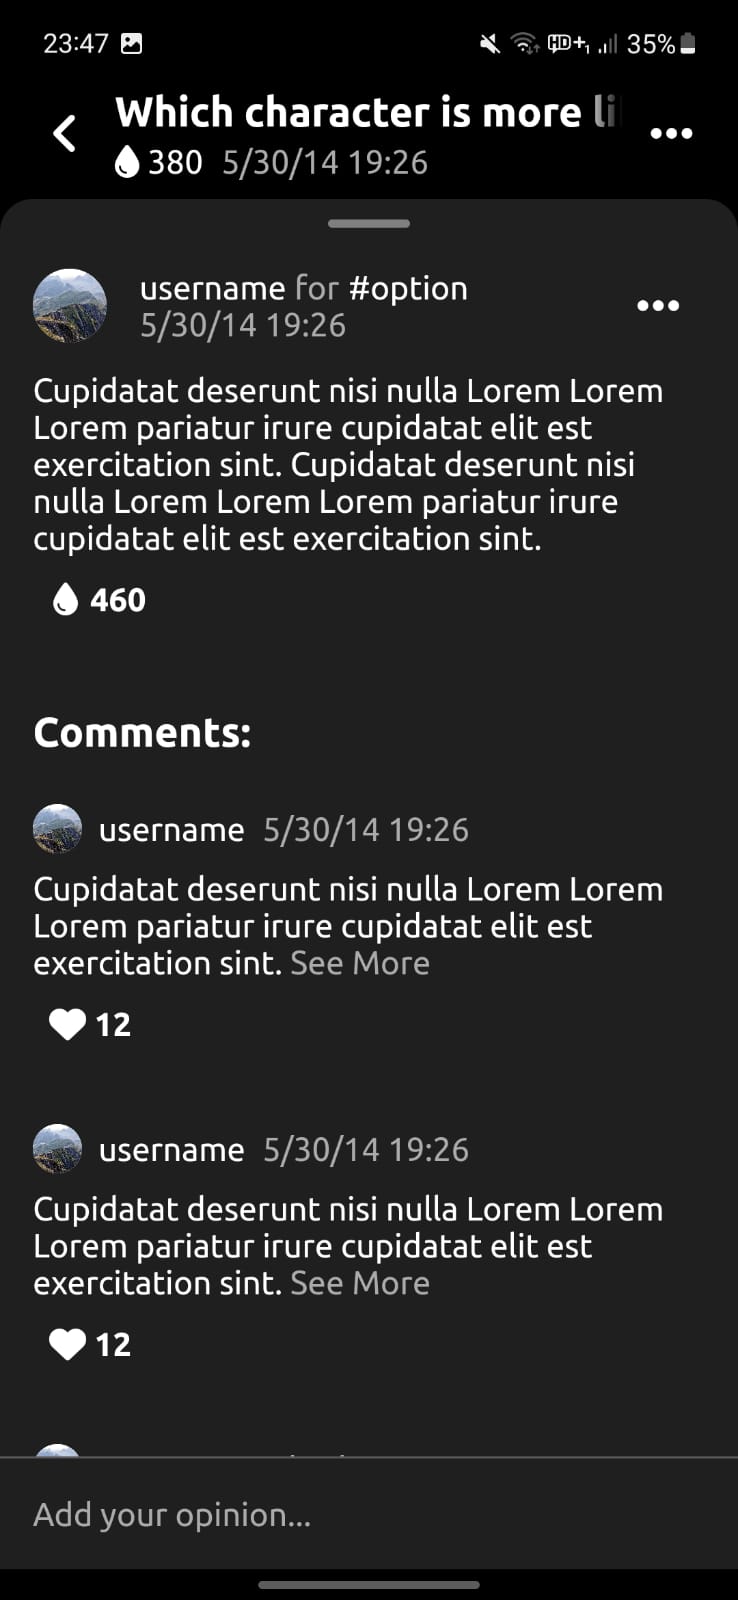 23:47 35%
Which character is more li
380 5/30/14 19:26
username for #option
5/30/14 19:26
Cupidatat deserunt nisi nulla Lorem Lorem
Lorem pariatur irure cupidatat elit est
exercitation sint. Cupidatat deserunt nisi
nulla Lorem Lorem Lorem pariatur irure
cupidatat elit est exercitation sint.
460
Comments:
username 5/30/14 19:26
Cupidatat deserunt nisi nulla Lorem Lorem
Lorem pariatur irure cupidatat elit est
exercitation sint. See More
12
username 5/30/14 19:26
Cupidatat deserunt nisi nulla Lorem Lorem
Lorem pariatur irure cupidatat elit est
exercitation sint. See More
12
Add your opinion...